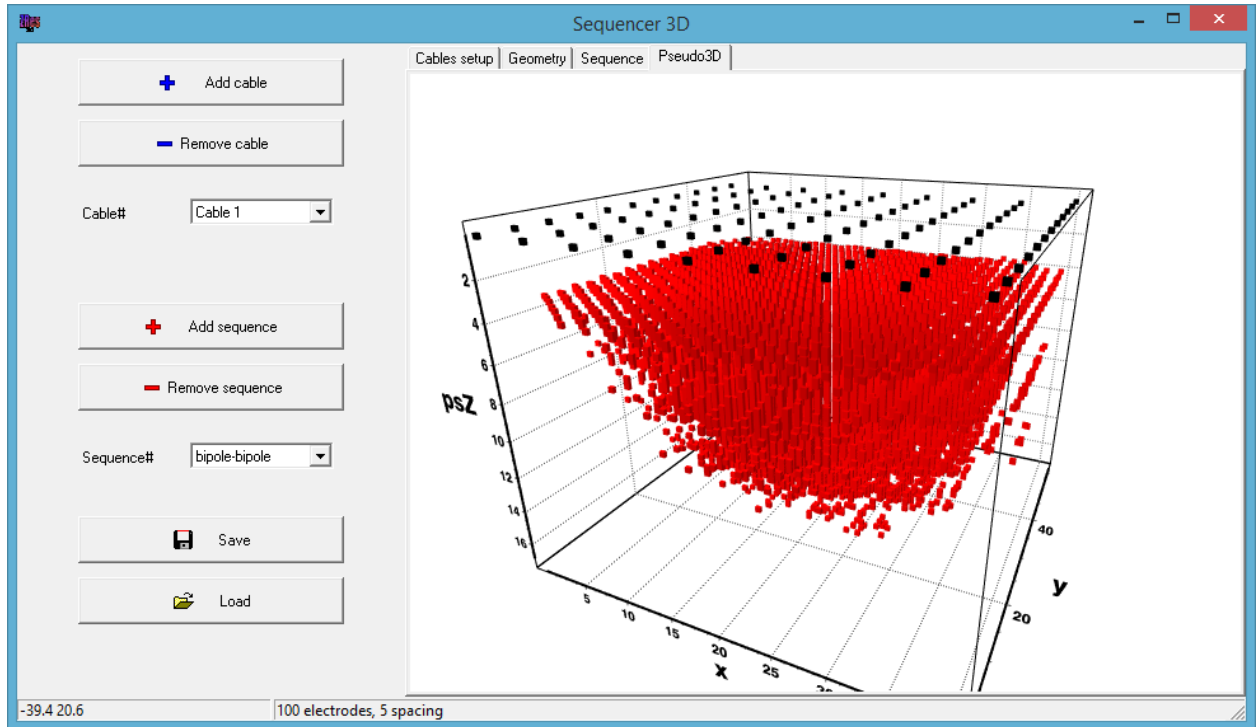 Sequencer 3D
Add cable
Remove cable
Cable#
Cable 1
Add sequence
Remove sequence
Sequence#
bipole-bipole
Save
Load
Cables setup
Geometry
Sequence
Pseudo3D
psZ
2
4
6
8
10
12
14
16
5
10
15
20
25
x
20
40
y
-39.4 20.6
100 electrodes, 5 spacing